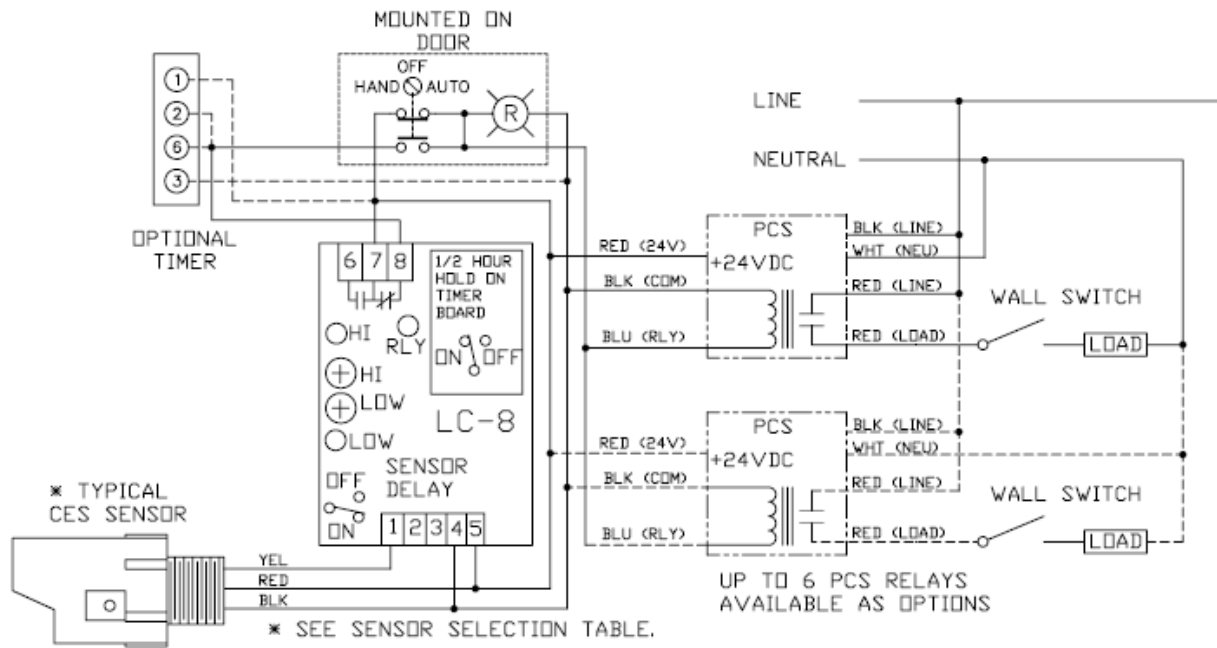 MOUNTED ON
DOOR
OFF
HAND AUTO
R
1
2
6
3
OPTIONAL
TIMER
LINE
NEUTRAL
6 7 8
1/2 HOUR
HOLD ON
TIMER
BOARD
ON OFF
HI
RLY
HI
LOW
LOW
LC-8
SENSOR
DELAY
OFF
ON
1 2 3 4 5
* TYPICAL
CES SENSOR
YEL
RED
BLK
* SEE SENSOR SELECTION TABLE.
PCS
+24VDC
RED (24V)
BLK (COM)
BLU (RLY)
BLK (LINE)
WHT (NEU)
RED (LINE)
RED (LOAD)
WALL SWITCH
LOAD
PCS
+24VDC
RED (24V)
BLK (COM)
BLU (RLY)
BLK (LINE)
WHT (NEU)
RED (LINE)
RED (LOAD)
WALL SWITCH
LOAD
UP TO 6 PCS RELAYS
AVAILABLE AS OPTIONS